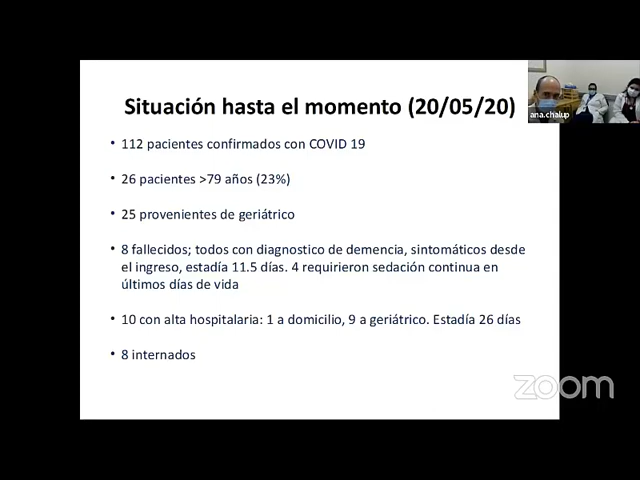 Situación hasta el momento (20/05/20)
ana.chalup
• 112 pacientes confirmados con COVID 19
• 26 pacientes >79 años (23%)
• 25 provenientes de geriátrico
• 8 fallecidos; todos con diagnostico de demencia, sintomáticos desde
el ingreso, estadía 11.5 días. 4 requirieron sedación continua en
últimos días de vida
• 10 con alta hospitalaria: 1 a domicilio, 9 a geriátrico. Estadía 26 días
• 8 internados
zoom